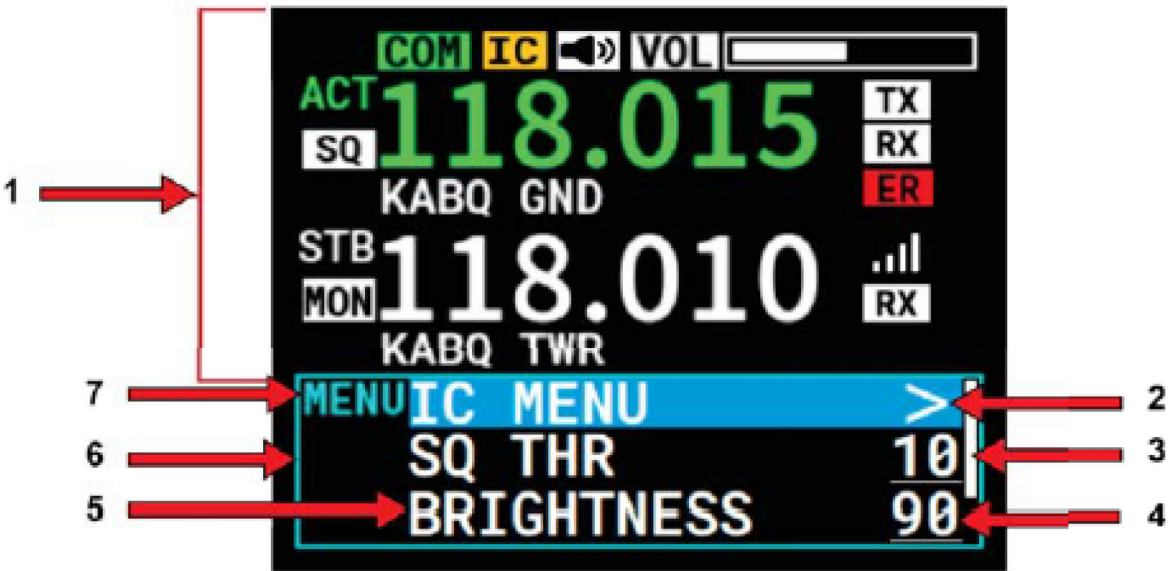 COM IC VOL
ACT 118.015 TX
SQ RX
KABQ GND ER
STB 118.010
MON RX
KABQ TWR
1
7 MENU IC MENU > 2
6 SQ THR 10 3
5 BRIGHTNESS 90 4